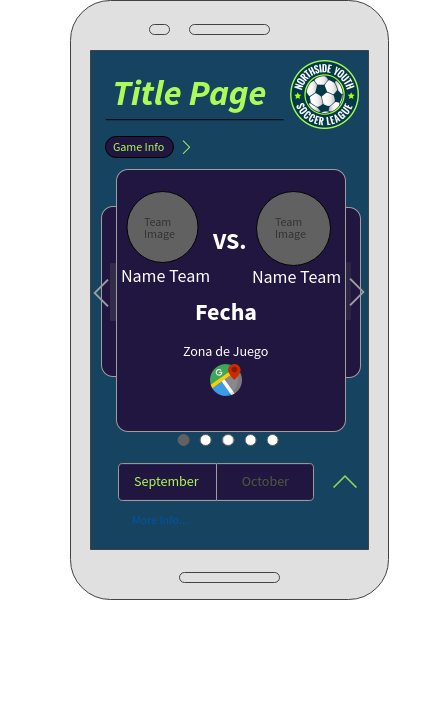 Title Page
NORTHSIDE YOUTH
SOCCER LEAGUE
Game Info
Team
Image
vs.
Team
Image
Name Team
Name Team
Fecha
Zona de Juego
G
September
October
More Info.